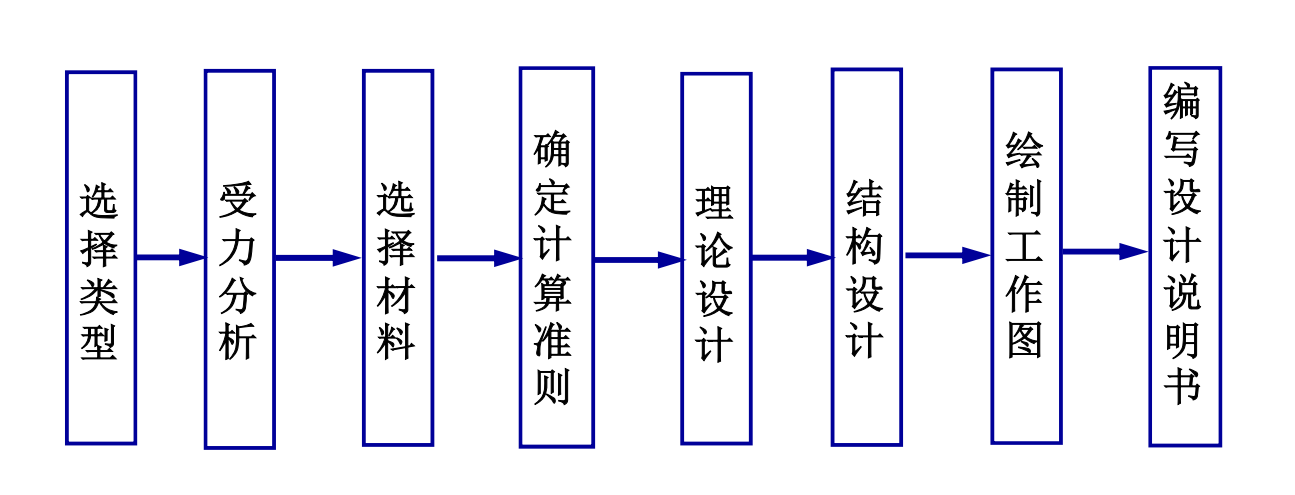 选择类型
受力分析
选择材料
确定计算准则
理论设计
结构设计
绘制工作图
编写设计说明书